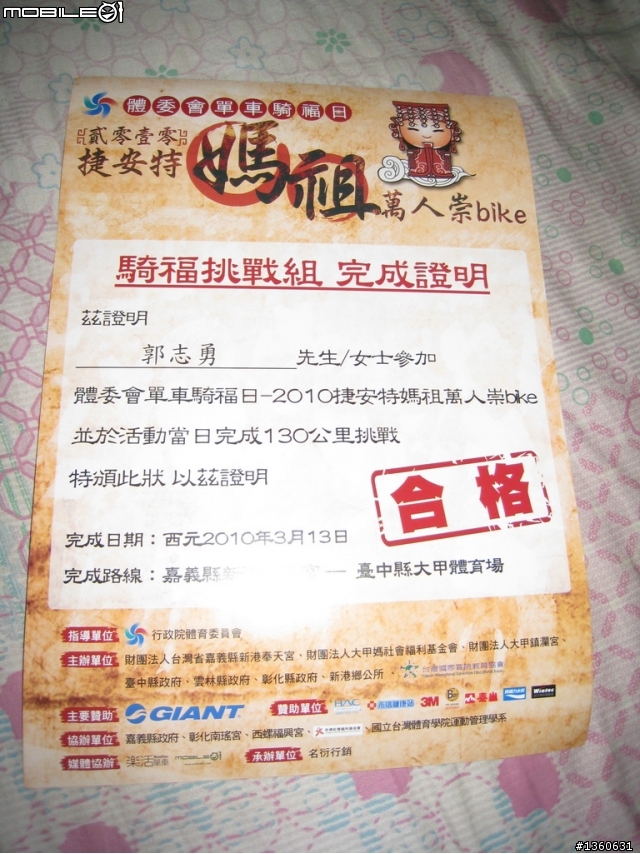 mobile01
體委會單車騎福日
貳零壹零
捷安特
媽祖
萬人崇bike
騎福挑戰組 完成證明
茲證明
郭志勇 先生/女士參加
體委會單車騎福日-2010捷安特媽祖萬人崇bike
並於活動當日完成130公里挑戰
特頒此狀 以茲證明
合格
完成日期：西元2010年3月13日
完成路線：嘉義縣新 宮 — 臺中縣大甲體育場
指導單位 行政院體育委員會
主辦單位 財團法人台灣省嘉義縣新港奉天宮、財團法人大甲媽社會福利基金會、財團法人大甲鎮瀾宮、
臺中縣政府、雲林縣政府、彰化縣政府、新港鄉公所、
主要贊助 GIANT 贊助單位 HAC 3M 泰山
協辦單位 嘉義縣政府、彰化南瑤宮、西螺福興宮、 國立台灣體育學院運動管理學系
媒體協辦 樂活單車 mobile01 承辦單位 名衍行銷
#1360631